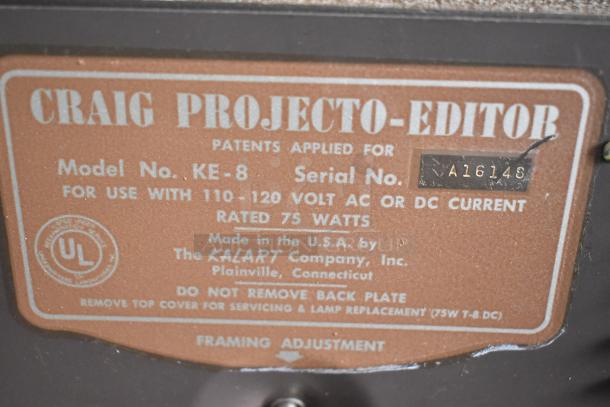 CRAIG PROJECTO-EDITOR
PATENTS APPLIED FOR
Model No. KE-8 Serial No. A16148
FOR USE WITH 110-120 VOLT AC OR DC CURRENT
RATED 75 WATTS
Made in the U.S.A. by
The KALART Company, Inc.
Plainville, Connecticut
UL
DO NOT REMOVE BACK PLATE
REMOVE TOP COVER FOR SERVICING & LAMP REPLACEMENT (75W T-8 DC)
FRAMING ADJUSTMENT